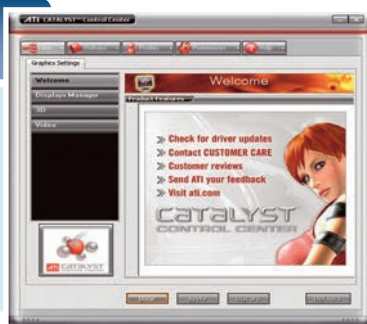 ATI CATALYST™ Control Center
Graphics Settings
Welcome
Displays Manager
3D
Video
Welcome
Product Features
Check for driver updates
Contact CUSTOMER CARE
Customer reviews
Send ATI your feedback
Visit ati.com
CATALYST
CONTROL CENTER
ATI CATALYST